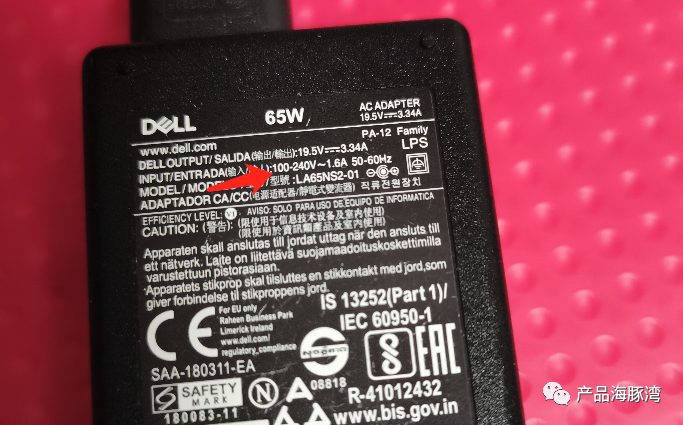 DELL
65W
AC ADAPTER
19.5V⎓3.34A
www.dell.com
PA-12 Family
DELL OUTPUT/ SALIDA(输出/輸出):19.5V⎓3.34A
LPS
INPUT/ENTRADA(输入/):100-240V~1.6A 50-60Hz
MODEL / 型號 :LA65NS2-01
ADAPTADOR CA/CC(电源适配器/靜電式變流器) 직류전원장치
EFFICIENCY LEVEL: VI AVISO: SOLO PARA USO DE EQUIPO DE INFORMATICA
CAUTION: (警告): (限使用于信息技术设备及室内使用)
(限使用於資訊類產品及室內使用)
Apparaten skall anslutas till jordat uttag när den ansluts till
ett nätverk. Laite on liitettävä suojamaadoituskoskettimilla
varustettuun pistorasiaan.
Apparatets stikprop skal tilsluttes en stikkontakt med jord,som
giver forbindelse til stikproppens jord.
CE
For EU only
Raheen Business Park
Limerick Ireland
www.dell.com/
regulatory_compliance
IS 13252(Part 1)/
IEC 60950-1
SAA-180311-EA
EAC
SAFETY
MARK
180083-11
N
08818
R-41012432
www.bis.gov.in
产品海豚湾